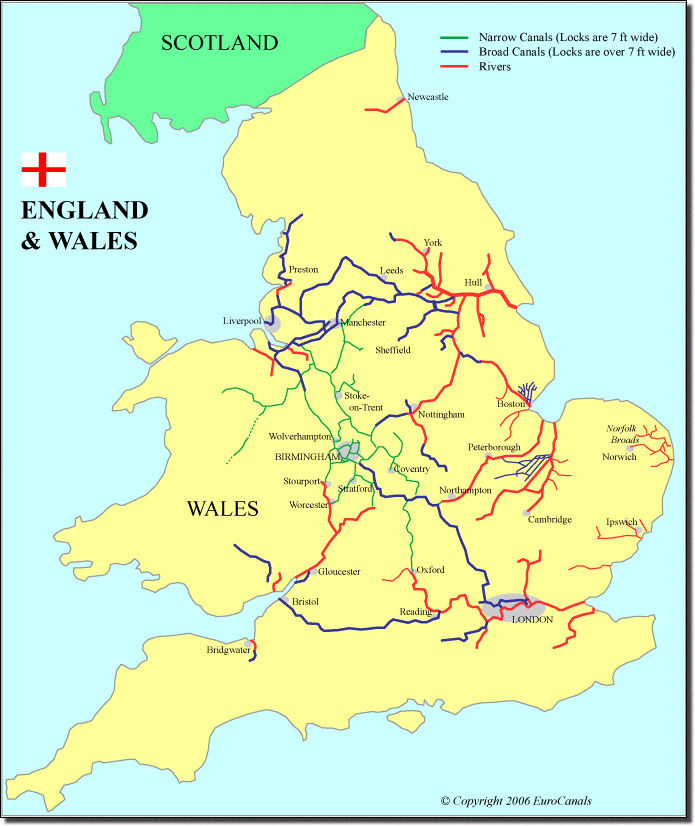 SCOTLAND
Narrow Canals (Locks are 7 ft wide)
Broad Canals (Locks are over 7 ft wide)
Rivers
Newcastle
ENGLAND
& WALES
York
Preston
Leeds
Hull
Liverpool
Manchester
Sheffield
Stoke-
on-Trent
Boston
Nottingham
Norfolk
Broads
Wolverhampton
Peterborough
BIRMINGHAM
Norwich
Coventry
Stourport
Stratford
Northampton
WALES
Worcester
Cambridge
Ipswich
Gloucester
Oxford
Bristol
Reading
LONDON
Bridgwater
© Copyright 2006 EuroCanals